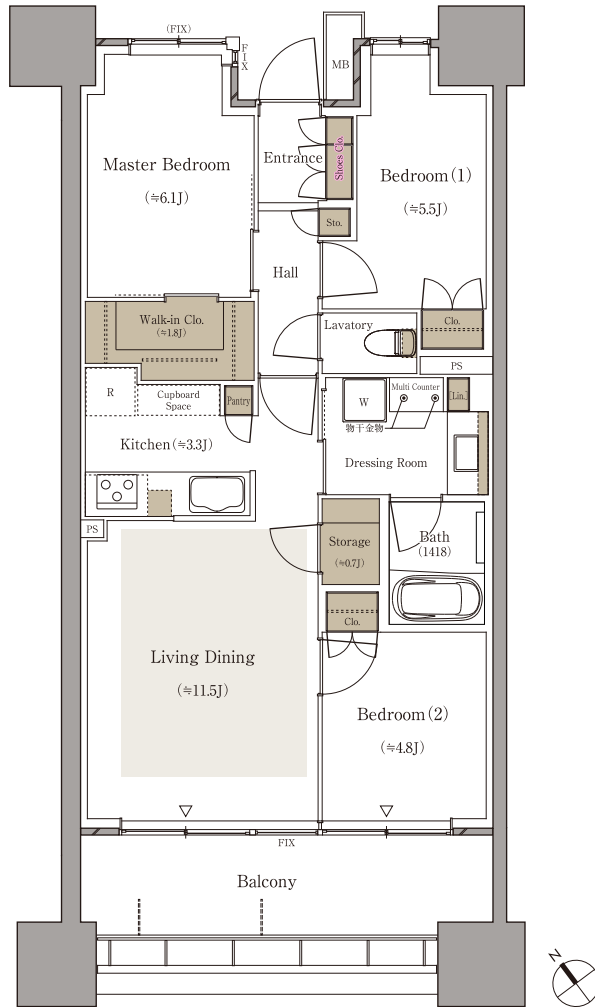 (FIX)
FIX
MB
Master Bedroom
(≒6.1J)
Entrance
Shoes Clo.
Bedroom(1)
(≒5.5J)
Sto.
Hall
Walk-in Clo.
(≒1.8J)
Lavatory
Clo.
PS
R
Cupboard
Space
Pantry
W
Multi Counter
[Lin.]
物干金物
Kitchen(≒3.3J)
Dressing Room
PS
Storage
(≒0.7J)
Bath
(1418)
Clo.
Living Dining
(≒11.5J)
Bedroom(2)
(≒4.8J)
FIX
Balcony
N